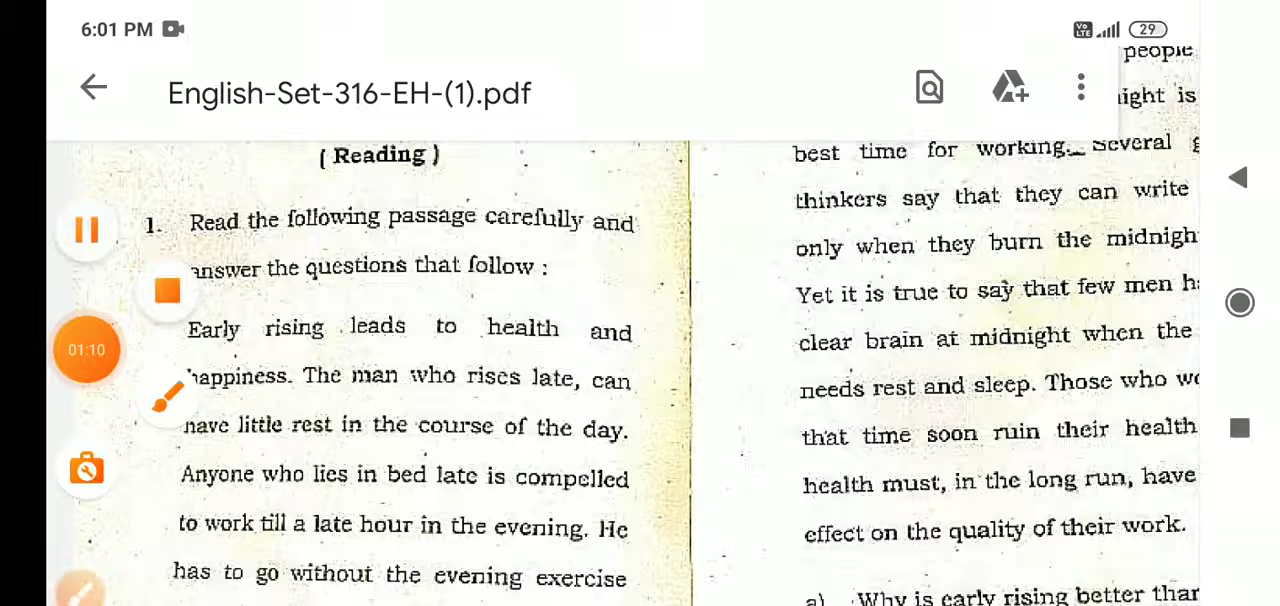 6:01 PM
VoLTE 29
English-Set-316-EH-(1).pdf
( Reading )
1. Read the following passage carefully and
answer the questions that follow :
Early rising leads to health and
happiness. The man who rises late, can
have little rest in the course of the day.
Anyone who lies in bed late is compelled
to work till a late hour in the evening. He
has to go without the evening exercise
01:10
people
ight is
best time for working. Several g
thinkers say that they can write
only when they burn the midnigh
Yet it is true to say that few men ha
clear brain at midnight when the
needs rest and sleep. Those who wo
that time soon ruin their health
health must, in the long run, have
effect on the quality of their work.
a) Why is early rising better than